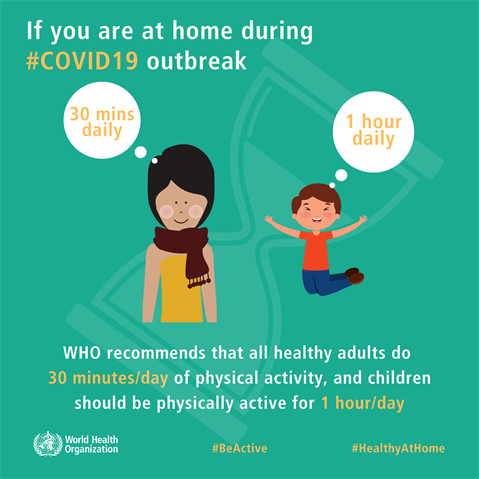 If you are at home during
#COVID19 outbreak
30 mins
daily
1 hour
daily
WHO recommends that all healthy adults do
30 minutes/day of physical activity, and children
should be physically active for 1 hour/day
World Health
Organization
#BeActive
#HealthyAtHome